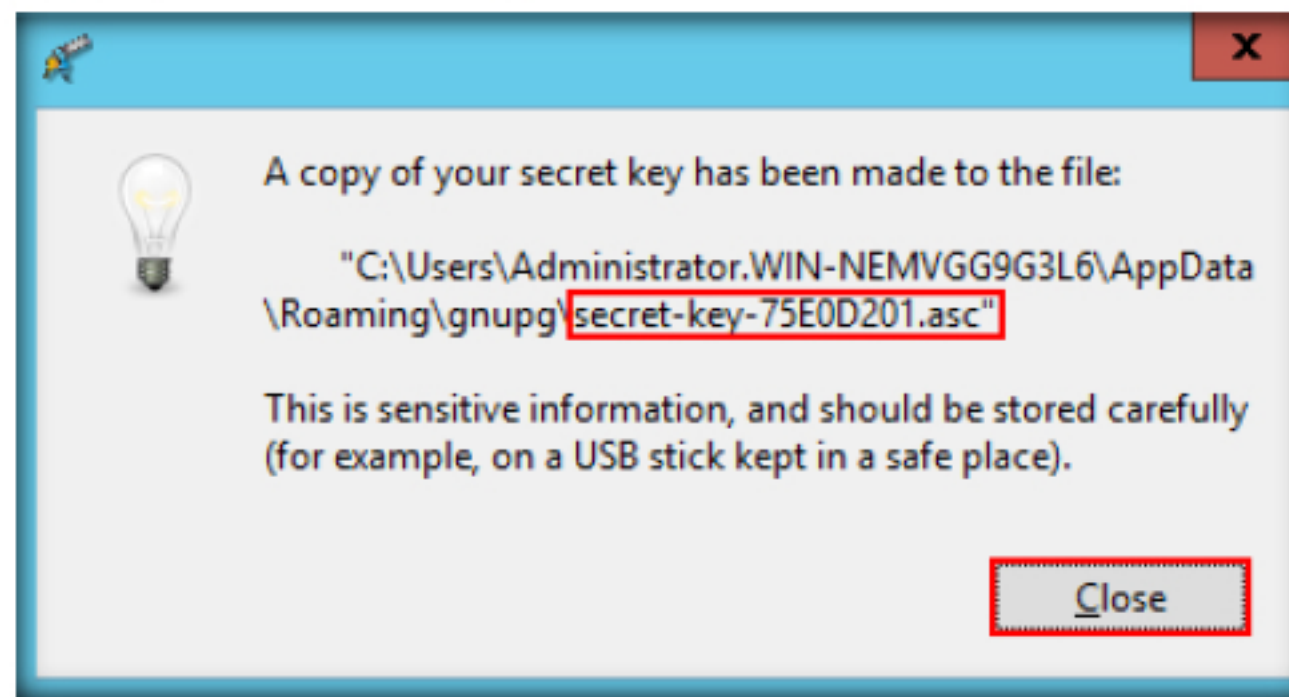 x
A copy of your secret key has been made to the file:
"C:\Users\Administrator.WIN-NEMVGG9G3L6\AppData
\Roaming\gnupg\secret-key-75E0D201.asc"
This is sensitive information, and should be stored carefully
(for example, on a USB stick kept in a safe place).
Close